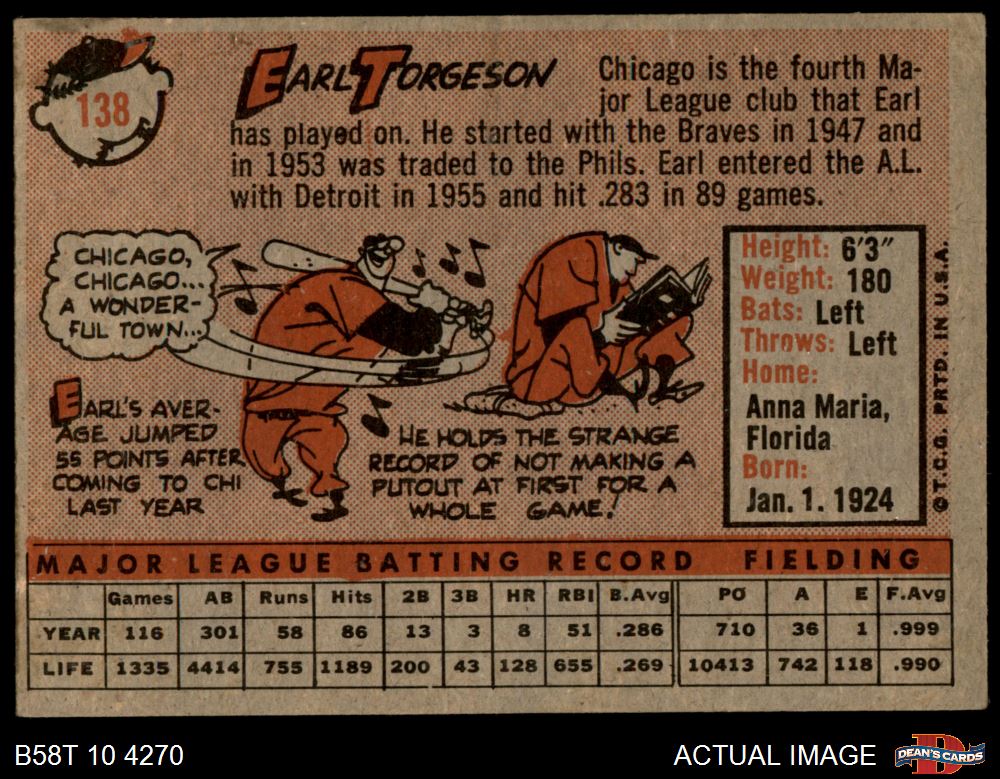 138
EARL TORGESON
Chicago is the fourth Ma-
jor League club that Earl
has played on. He started with the Braves in 1947 and
in 1953 was traded to the Phils. Earl entered the A.L.
with Detroit in 1955 and hit .283 in 89 games.
CHICAGO,
CHICAGO...
A WONDER-
FUL TOWN...
EARL'S AVER-
AGE JUMPED
55 POINTS AFTER
COMING TO CHI
LAST YEAR
HE HOLDS THE STRANGE
RECORD OF NOT MAKING A
PUTOUT AT FIRST FOR A
WHOLE GAME!
Height: 6'3"
Weight: 180
Bats: Left
Throws: Left
Home:
Anna Maria,
Florida
Born:
Jan. 1. 1924
© T.C.G. PRTD. IN U.S.A.
MAJOR LEAGUE BATTING RECORD FIELDING
Games AB Runs Hits 2B 3B HR RBI B.Avg PO A E F.Avg
YEAR 116 301 58 86 13 3 8 51 .286 710 36 1 .999
LIFE 1335 4414 755 1189 200 43 128 655 .269 10413 742 118 .990
B58T 10 4270
ACTUAL IMAGE
D
DEAN'S CARDS